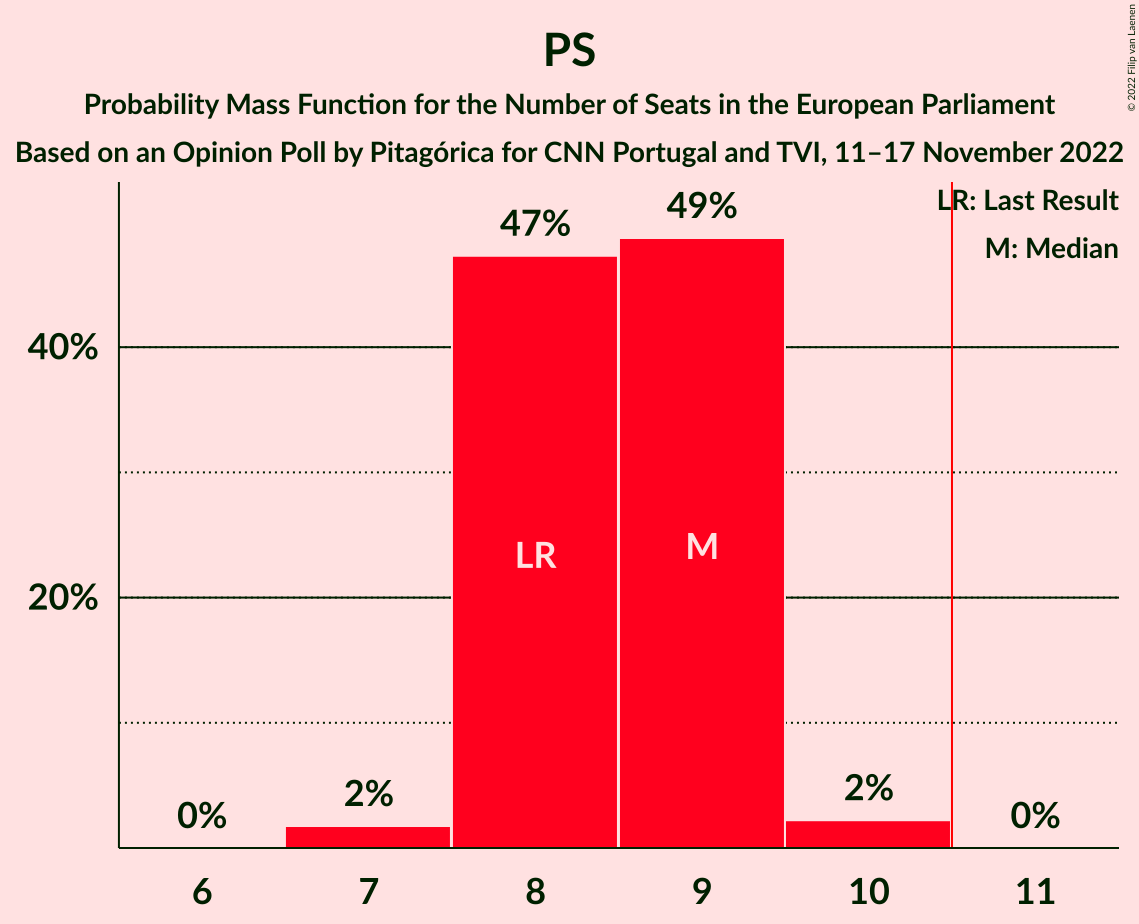 PS
Probability Mass Function for the Number of Seats in the European Parliament
Based on an Opinion Poll by Pitagórica for CNN Portugal and TVI, 11–17 November 2022
© 2022 Filip van Laenen
LR: Last Result
M: Median
47%
49%
40%
LR
M
20%
0%
2%
2%
0%
6
7
8
9
10
11